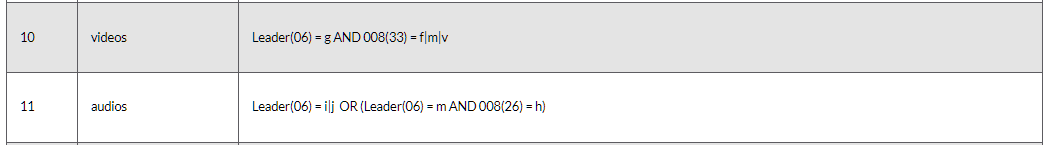 10 videos Leader(06) = g AND 008(33) = f|m|v
11 audios Leader(06) = i|j OR (Leader(06) = m AND 008(26) = h)